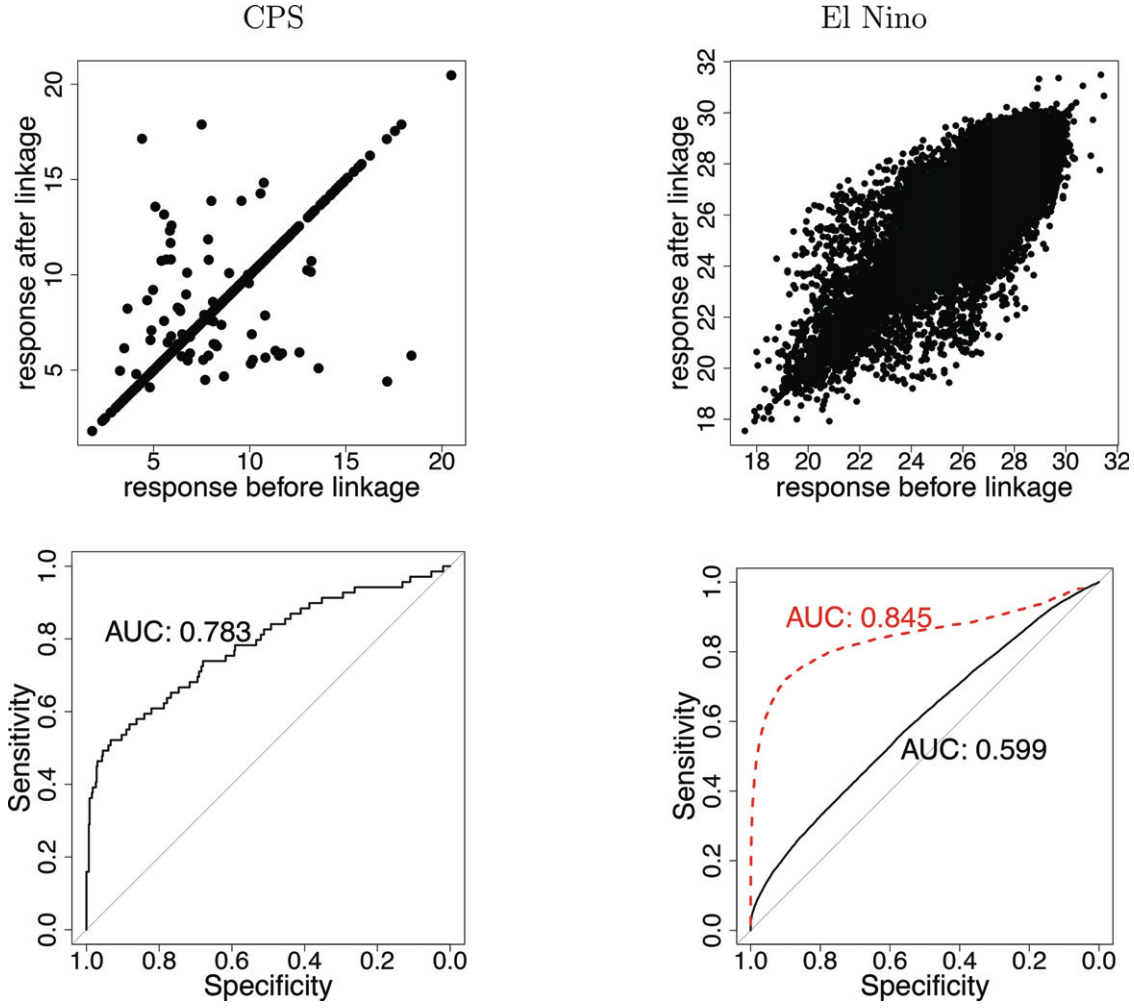 CPS
El Nino
response after linkage
20
15
10
5
5 10 15 20
response before linkage
response after linkage
32
30
28
26
24
22
20
18
18 20 22 24 26 28 30 32
response before linkage
Sensitivity
1.0
0.8
0.6
0.4
0.2
0.0
AUC: 0.783
1.0 0.8 0.6 0.4 0.2 0.0
Specificity
Sensitivity
1.0
0.8
0.6
0.4
0.2
0.0
AUC: 0.845
AUC: 0.599
1.0 0.8 0.6 0.4 0.2 0.0
Specificity